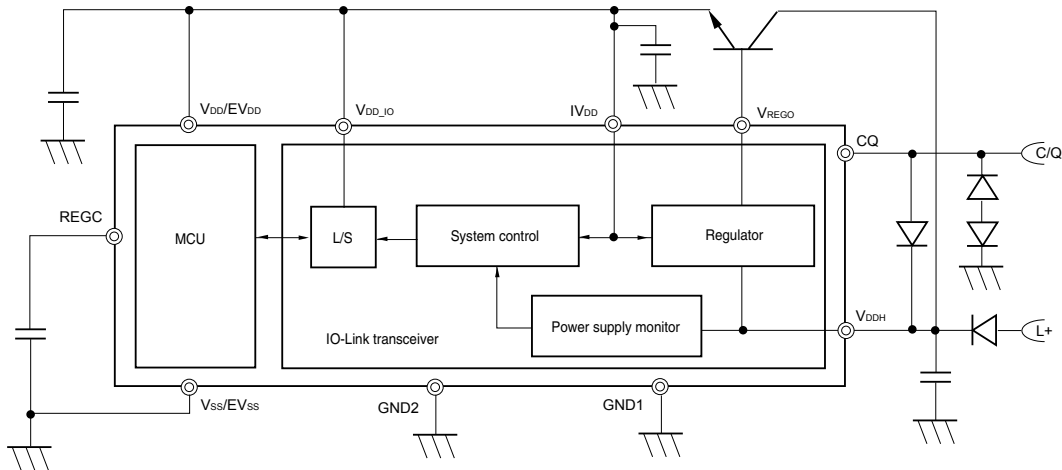 VDD/EVDD
VDD_IO
IVDD
VREGO
CQ
C/Q
REGC
MCU
L/S
System control
Regulator
VDDH
L+
Power supply monitor
IO-Link transceiver
VSS/EVSS
GND2
GND1